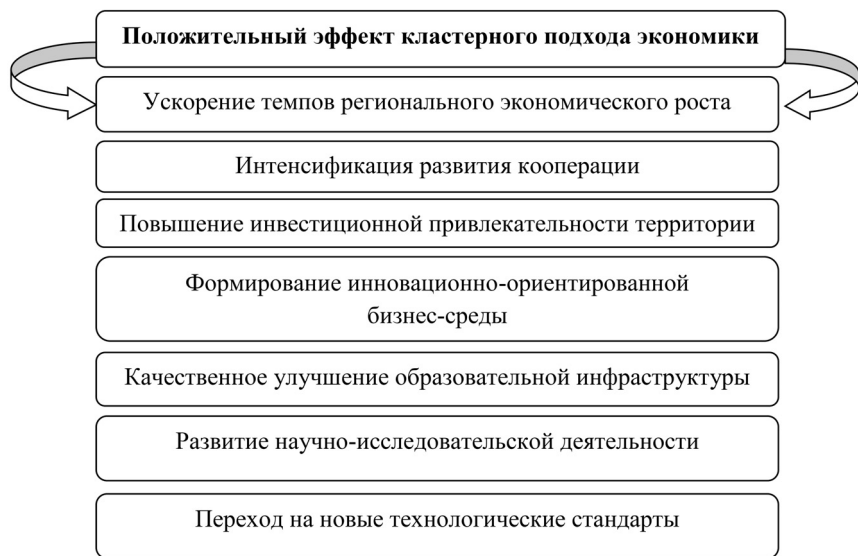 Положительный эффект кластерного подхода экономики
Ускорение темпов регионального экономического роста
Интенсификация развития кооперации
Повышение инвестиционной привлекательности территории
Формирование инновационно-ориентированной
бизнес-среды
Качественное улучшение образовательной инфраструктуры
Развитие научно-исследовательской деятельности
Переход на новые технологические стандарты